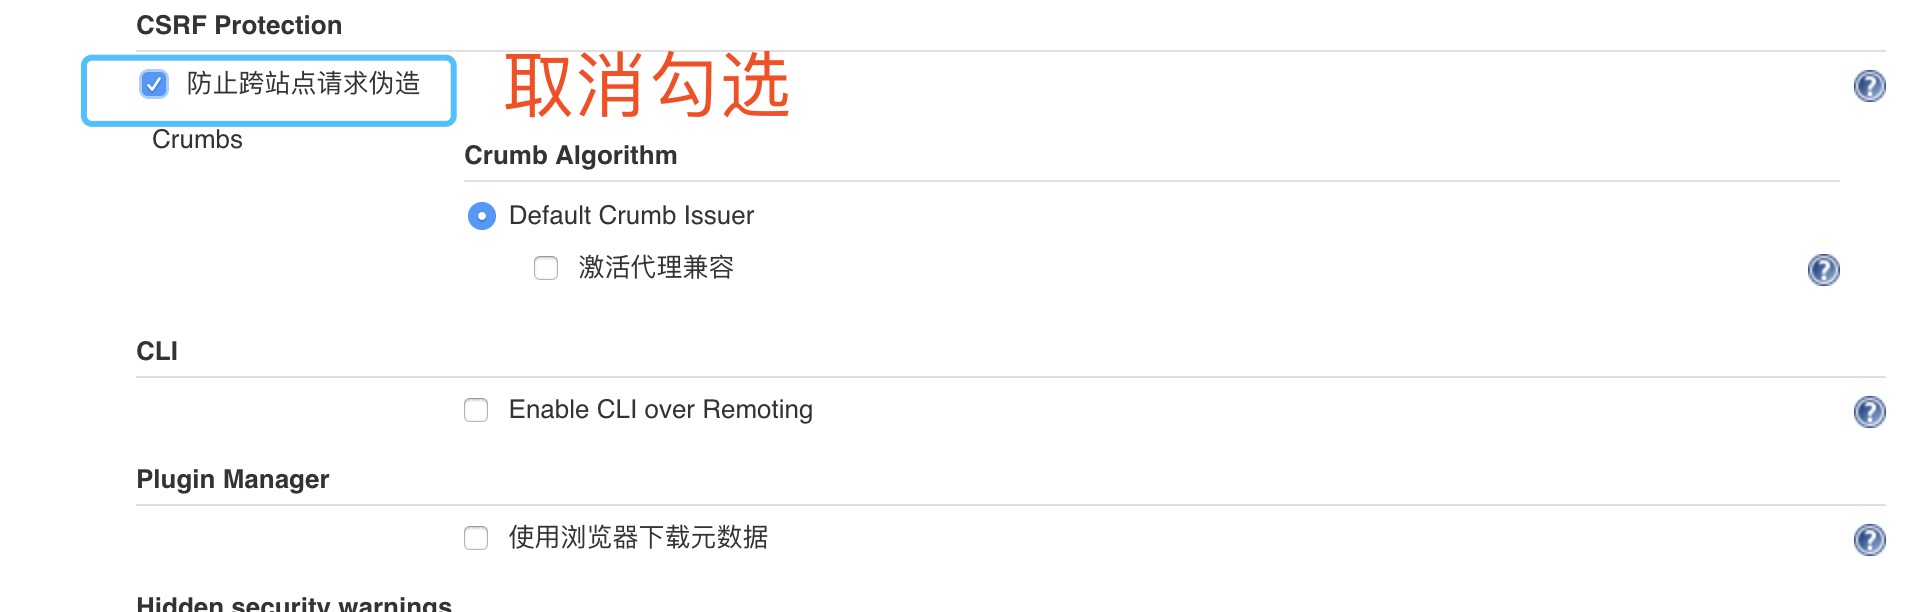 CSRF Protection
防止跨站点请求伪造
取消勾选
Crumbs
Crumb Algorithm
Default Crumb Issuer
激活代理兼容
CLI
Enable CLI over Remoting
Plugin Manager
使用浏览器下载元数据
Hidden security warnings